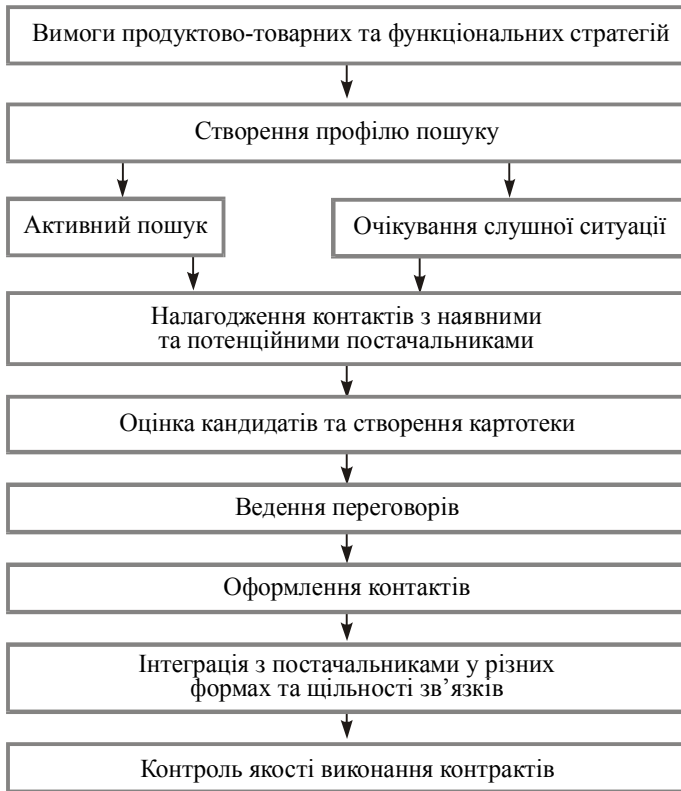 Вимоги продуктово-товарних та функціональних стратегій
Створення профілю пошуку
Активний пошук
Очікування слушної ситуації
Налагодження контактів з наявними
та потенційними постачальниками
Оцінка кандидатів та створення картотеки
Ведення переговорів
Оформлення контактів
Інтеграція з постачальниками у різних
формах та щільності зв’язків
Контроль якості виконання контрактів